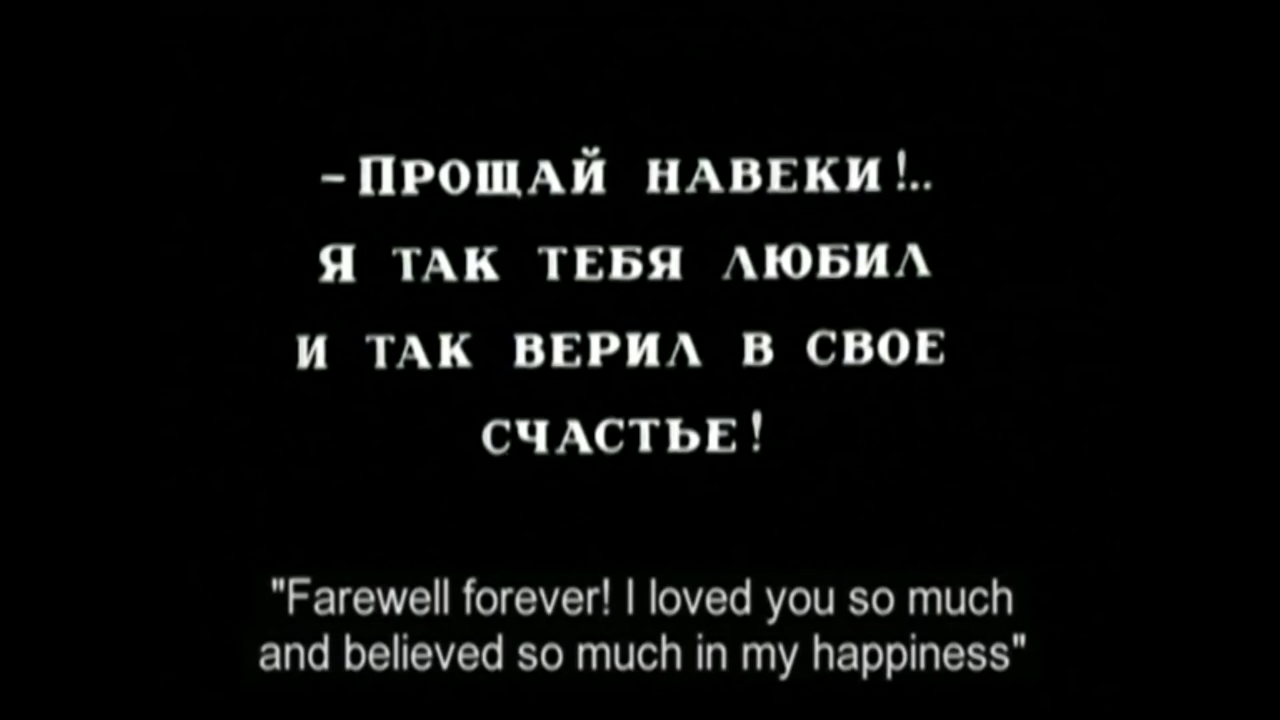 –ПРОЩАЙ НАВЕКИ!..
Я ТАК ТЕБЯ ЛЮБИЛ
И ТАК ВЕРИЛ В СВОЕ
СЧАСТЬЕ!
"Farewell forever! I loved you so much
and believed so much in my happiness"